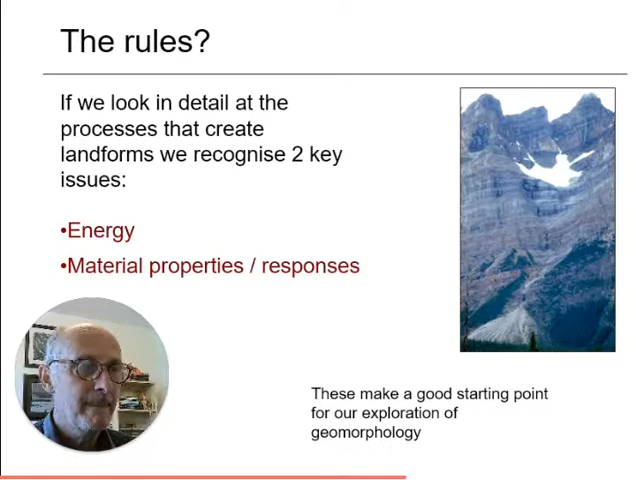 The rules?
If we look in detail at the
processes that create
landforms we recognise 2 key
issues:
•Energy
•Material properties / responses
These make a good starting point
for our exploration of
geomorphology